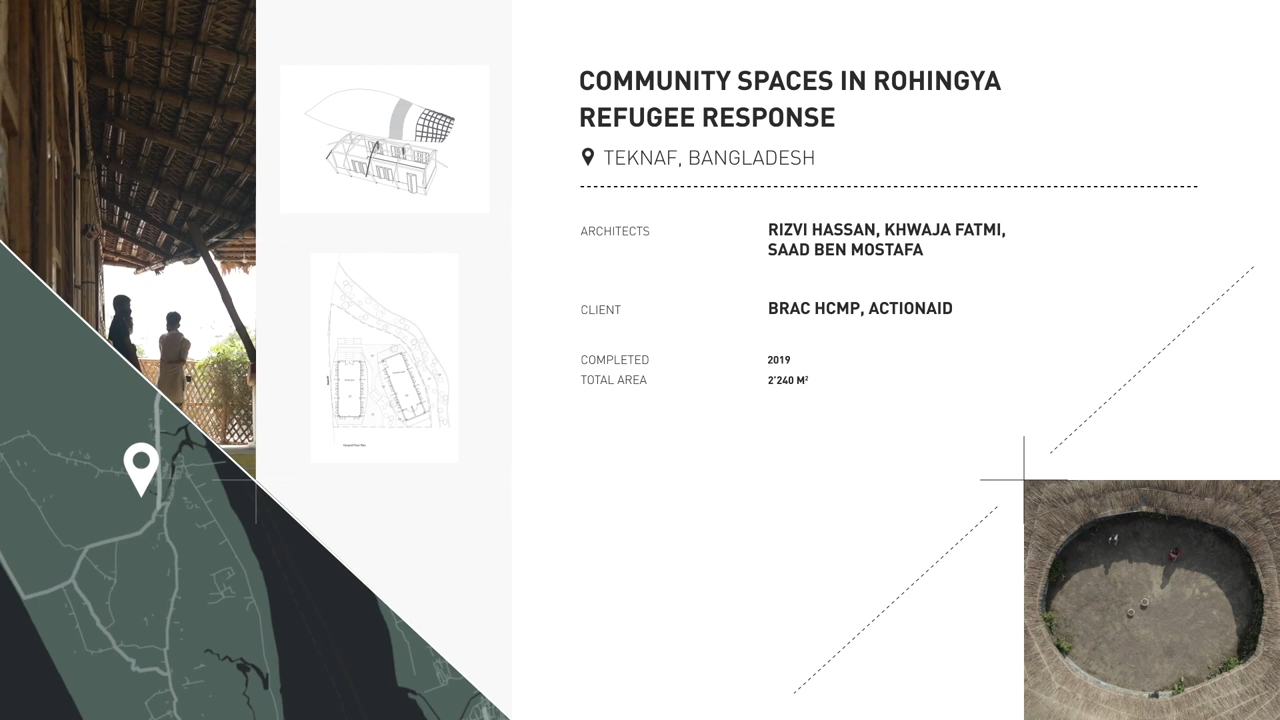 COMMUNITY SPACES IN ROHINGYA
REFUGEE RESPONSE
TEKNAF, BANGLADESH
ARCHITECTS
RIZVI HASSAN, KHWAJA FATMI,
SAAD BEN MOSTAFA
CLIENT
BRAC HCMP, ACTIONAID
COMPLETED
2019
TOTAL AREA
2'240 M²